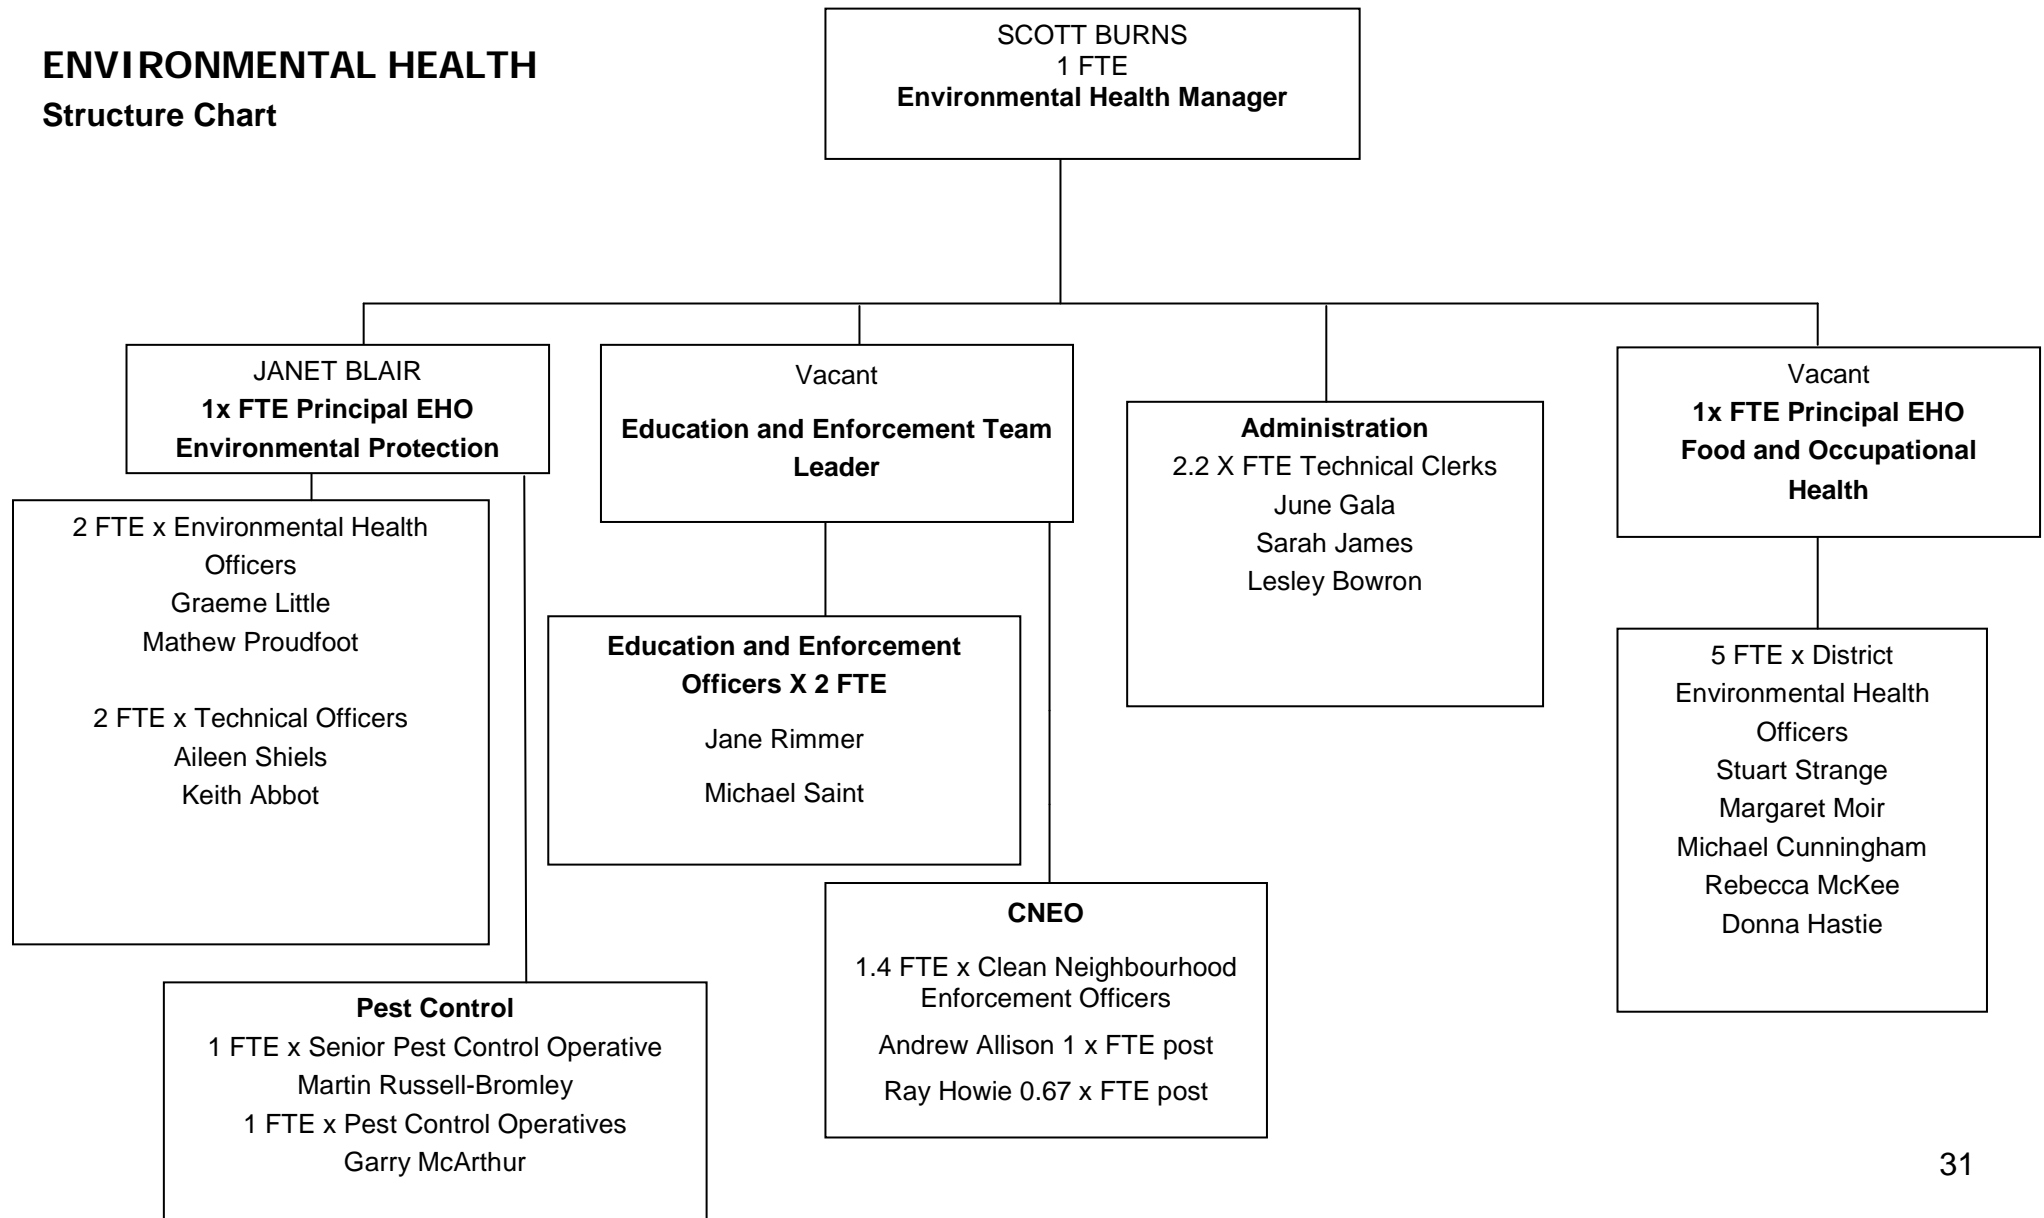 ENVIRONMENTAL HEALTH
Structure Chart
SCOTT BURNS
1 FTE
Environmental Health Manager
JANET BLAIR
1x FTE Principal EHO
Environmental Protection
2 FTE x Environmental Health
Officers
Graeme Little
Mathew Proudfoot
2 FTE x Technical Officers
Aileen Shiels
Keith Abbot
Pest Control
1 FTE x Senior Pest Control Operative
Martin Russell-Bromley
1 FTE x Pest Control Operatives
Garry McArthur
Vacant
Education and Enforcement Team
Leader
Education and Enforcement
Officers X 2 FTE
Jane Rimmer
Michael Saint
CNEO
1.4 FTE x Clean Neighbourhood
Enforcement Officers
Andrew Allison 1 x FTE post
Ray Howie 0.67 x FTE post
Administration
2.2 X FTE Technical Clerks
June Gala
Sarah James
Lesley Bowron
Vacant
1x FTE Principal EHO
Food and Occupational
Health
5 FTE x District
Environmental Health
Officers
Stuart Strange
Margaret Moir
Michael Cunningham
Rebecca McKee
Donna Hastie
31